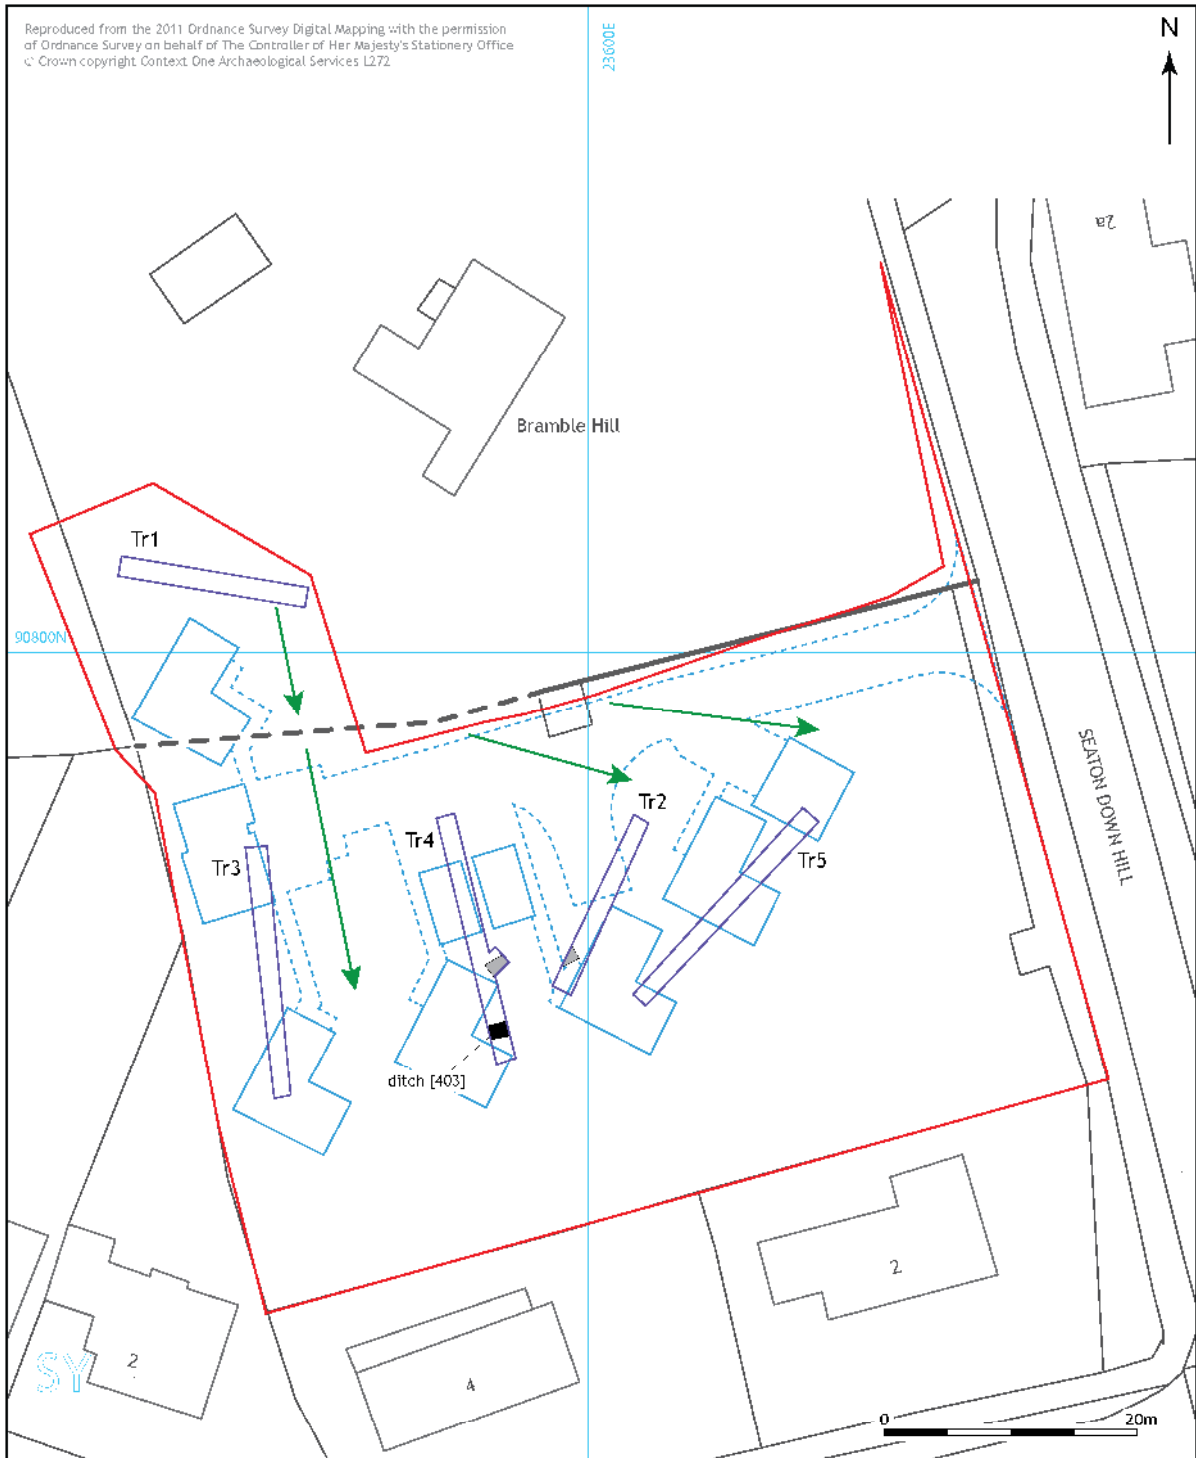 Reproduced from the 2011 Ordnance Survey Digital Mapping with the permission
of Ordnance Survey on behalf of The Controller of Her Majesty's Stationery Office
© Crown copyright Context One Archaeological Services L272
23600E
N
2a
Bramble Hill
Tr1
90800N
SEATON DOWN HILL
Tr2
Tr4
Tr3
Tr5
ditch [403]
2
SY
2
4
0 20m